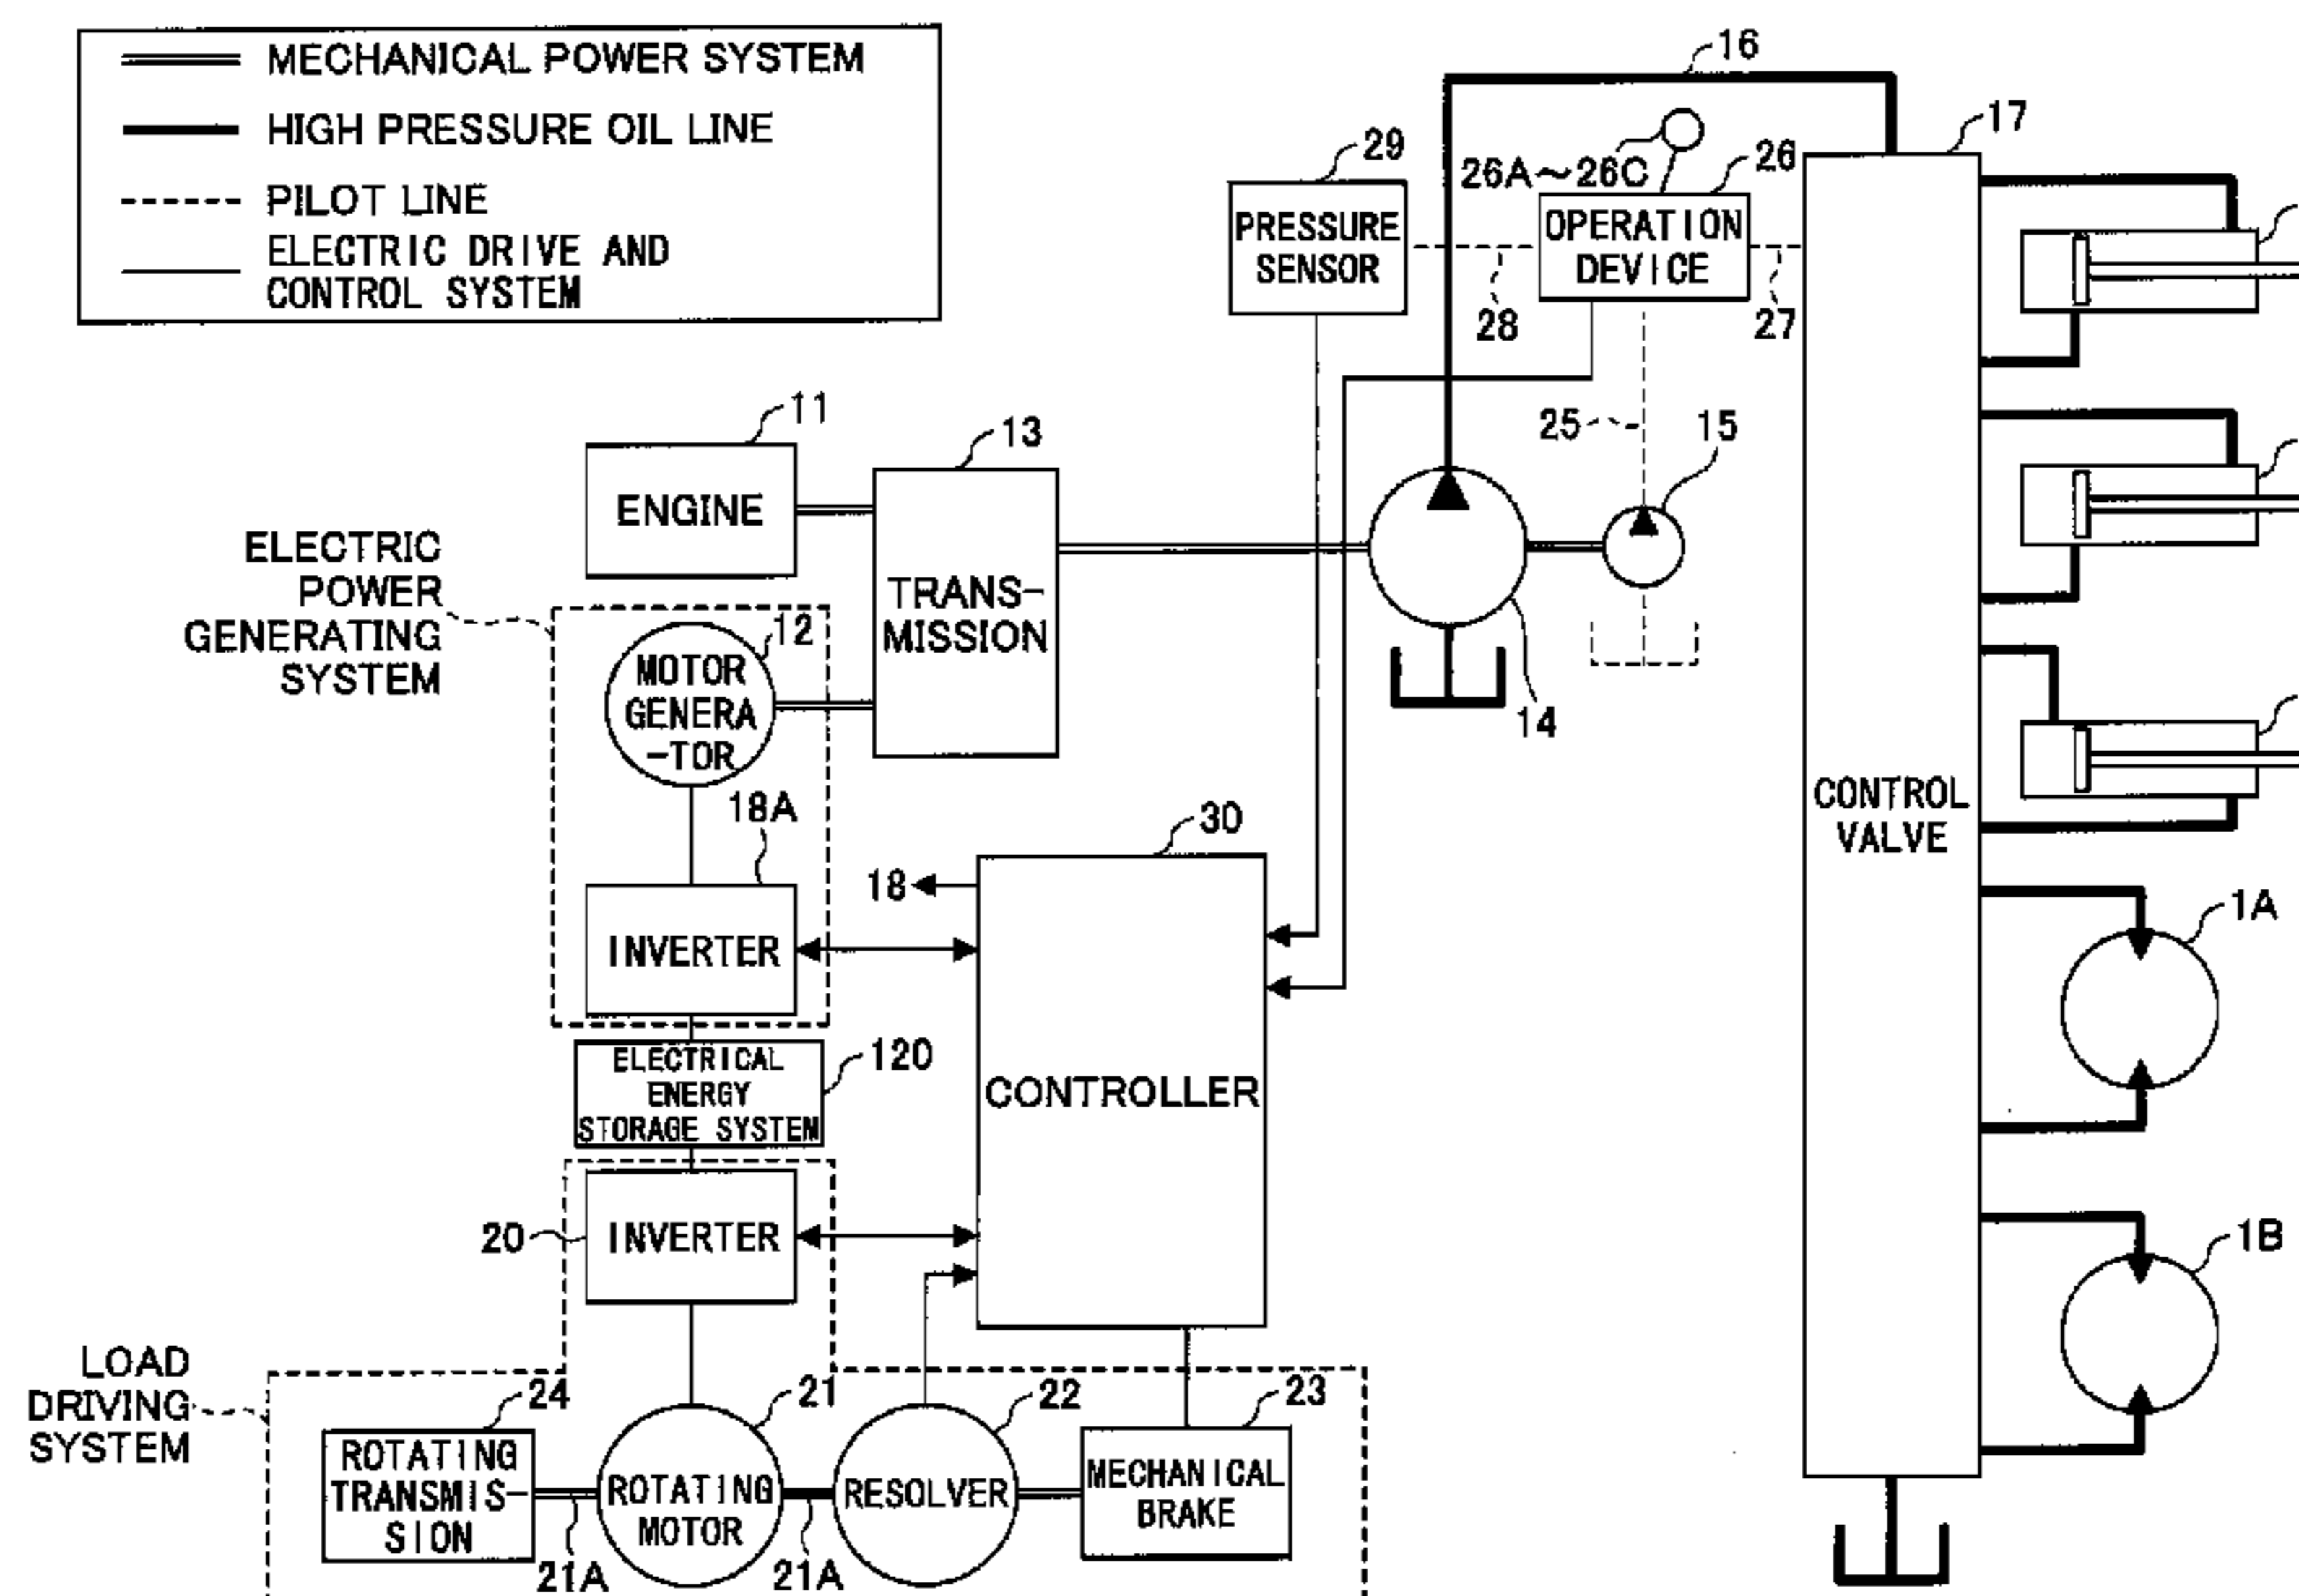 MECHANICAL POWER SYSTEM
HIGH PRESSURE OIL LINE
PILOT LINE
ELECTRIC DRIVE AND
CONTROL SYSTEM
16
17
29
26A~26C
26
PRESSURE
SENSOR
OPERATION
DEVICE
28
27
11
13
25
15
ENGINE
ELECTRIC
POWER
GENERATING
SYSTEM
TRANS-
MISSION
12
MOTOR
GENERA
-TOR
14
18A
30
CONTROL
VALVE
18
1A
INVERTER
120
ELECTRICAL
ENERGY
STORAGE SYSTEM
CONTROLLER
20
INVERTER
1B
LOAD
DRIVING
SYSTEM
24
21
22
23
ROTATING
TRANSMIS-
SION
ROTATING
MOTOR
RESOLVER
MECHANICAL
BRAKE
21A
21A